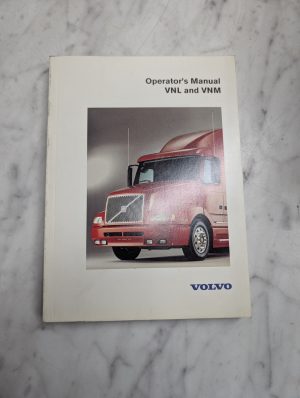 Operator's Manual
VNL and VNM
VOLVO